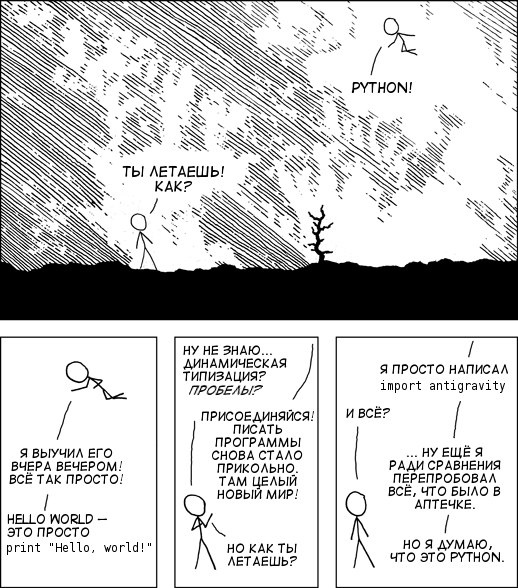 PYTHON!
ТЫ ЛЕТАЕШЬ!
КАК?
Я ВЫУЧИЛ ЕГО
ВЧЕРА ВЕЧЕРОМ!
ВСЁ ТАК ПРОСТО!
HELLO WORLD —
ЭТО ПРОСТО
print "Hello, world!"
НУ НЕ ЗНАЮ...
ДИНАМИЧЕСКАЯ
ТИПИЗАЦИЯ?
ПРОБЕЛЫ?
ПРИСОЕДИНЯЙСЯ!
ПИСАТЬ
ПРОГРАММЫ
СНОВА СТАЛО
ПРИКОЛЬНО.
ТАМ ЦЕЛЫЙ
НОВЫЙ МИР!
НО КАК ТЫ
ЛЕТАЕШЬ?
Я ПРОСТО НАПИСАЛ
import antigravity
И ВСЁ?
... НУ ЕЩЁ Я
РАДИ СРАВНЕНИЯ
ПЕРЕПРОБОВАЛ
ВСЁ, ЧТО БЫЛО В
АПТЕЧКЕ.
НО Я ДУМАЮ,
ЧТО ЭТО PYTHON.